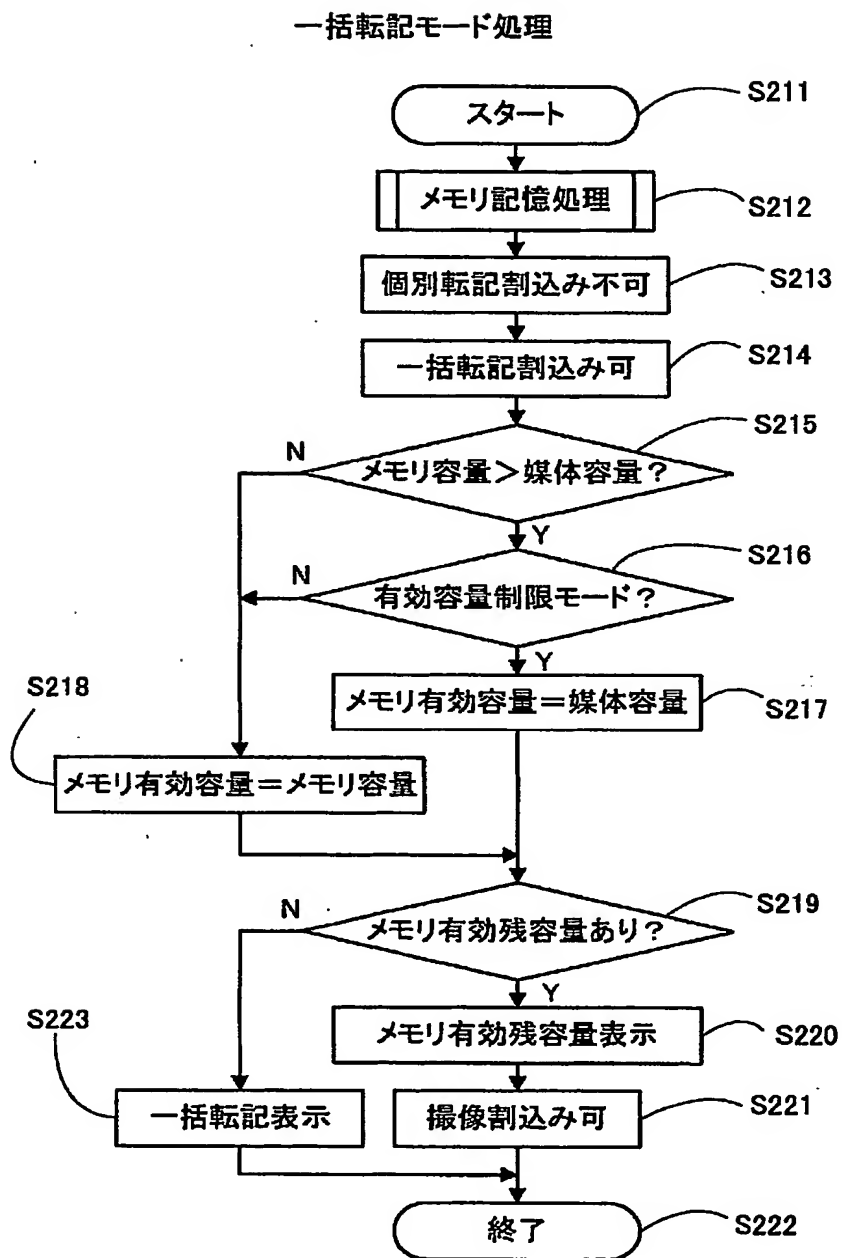 一括転記モード処理
スタート
S211
メモリ記憶処理
S212
個別転記割込み不可
S213
一括転記割込み可
S214
S215
N
メモリ容量>媒体容量?
Y
S216
N
有効容量制限モード?
Y
S218
メモリ有効容量=媒体容量
S217
メモリ有効容量=メモリ容量
N
S219
メモリ有効残容量あり?
Y
S223
メモリ有効残容量表示
S220
一括転記表示
撮像割込み可
S221
終了
S222